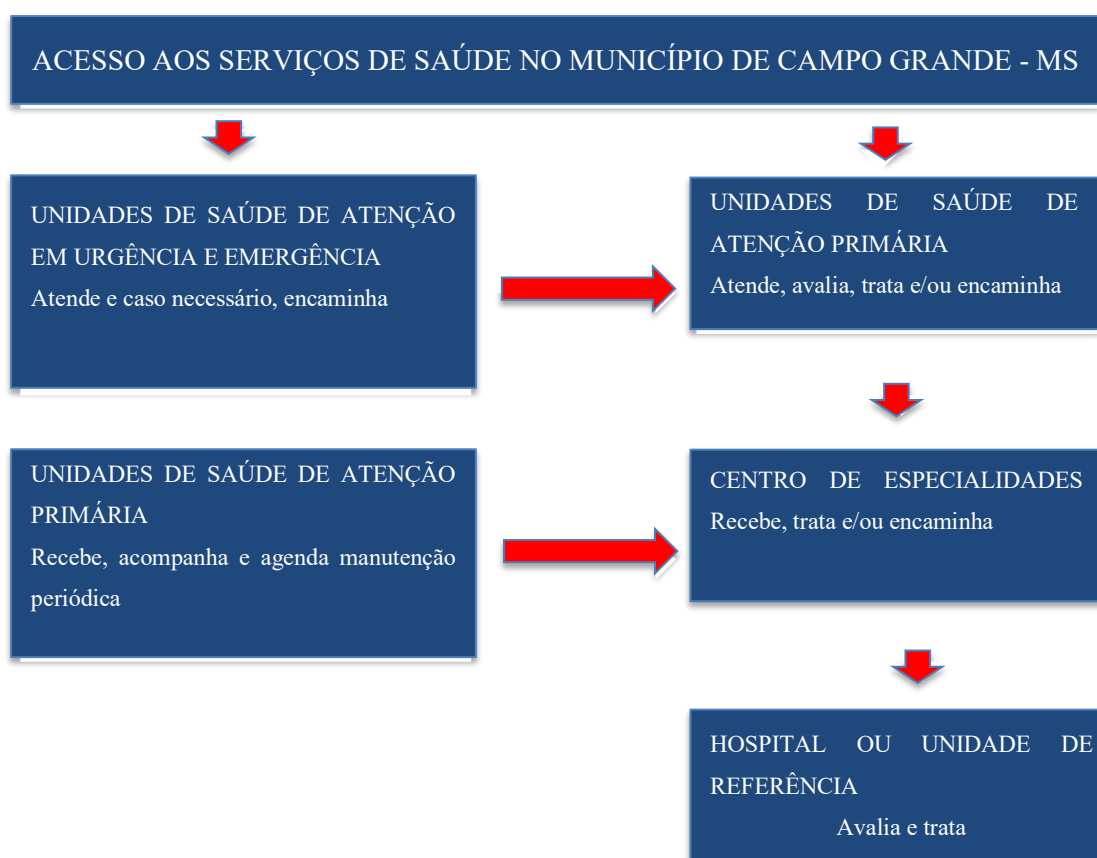 ACESSO AOS SERVIÇOS DE SAÚDE NO MUNICÍPIO DE CAMPO GRANDE - MS
UNIDADES DE SAÚDE DE ATENÇÃO
EM URGÊNCIA E EMERGÊNCIA
Atende e caso necessário, encaminha
UNIDADES DE SAÚDE DE
ATENÇÃO PRIMÁRIA
Atende, avalia, trata e/ou encaminha
UNIDADES DE SAÚDE DE ATENÇÃO
PRIMÁRIA
Recebe, acompanha e agenda manutenção
periódica
CENTRO DE ESPECIALIDADES
Recebe, trata e/ou encaminha
HOSPITAL OU UNIDADE DE
REFERÊNCIA
Avalia e trata